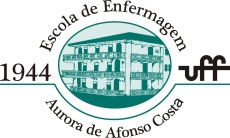 Escola de Enfermagem
1944
uff
Aurora de Afonso Costa